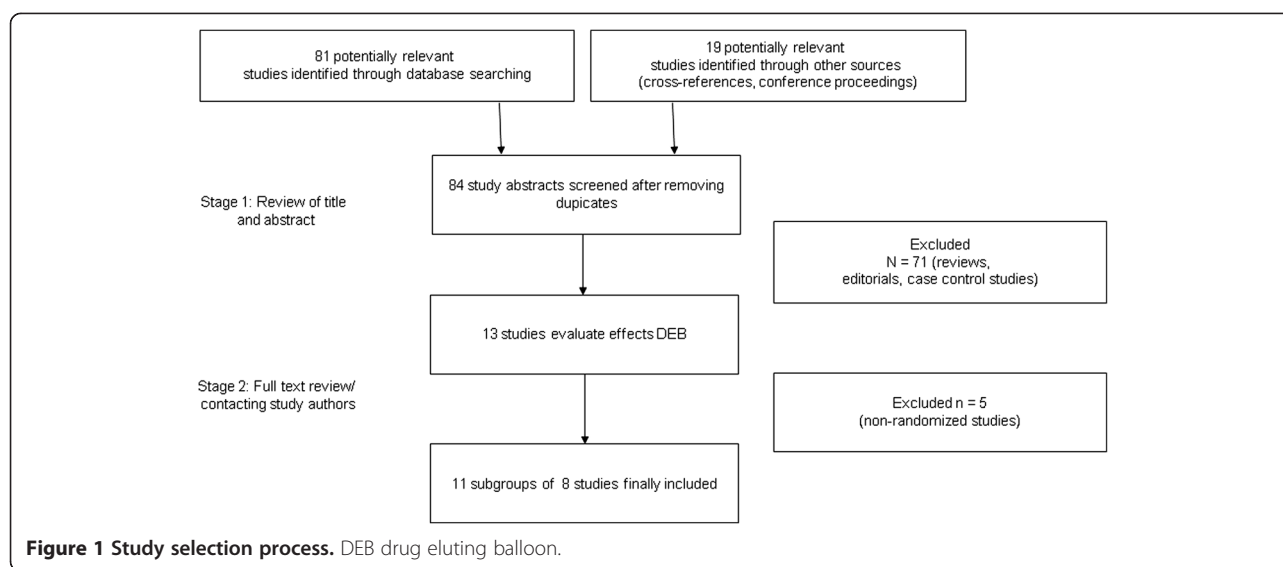 81 potentially relevant
studies identified through database searching
19 potentially relevant
studies identified through other sources
(cross-references, conference proceedings)
84 study abstracts screened after removing
dupicates
Stage 1: Review of title
and abstract
Excluded
N = 71 (reviews,
editorials, case control studies)
13 studies evaluate effects DEB
Stage 2: Full text review/
contacting study authors
Excluded n = 5
(non-randomized studies)
11 subgroups of 8 studies finally included
Figure 1 Study selection process. DEB drug eluting balloon.